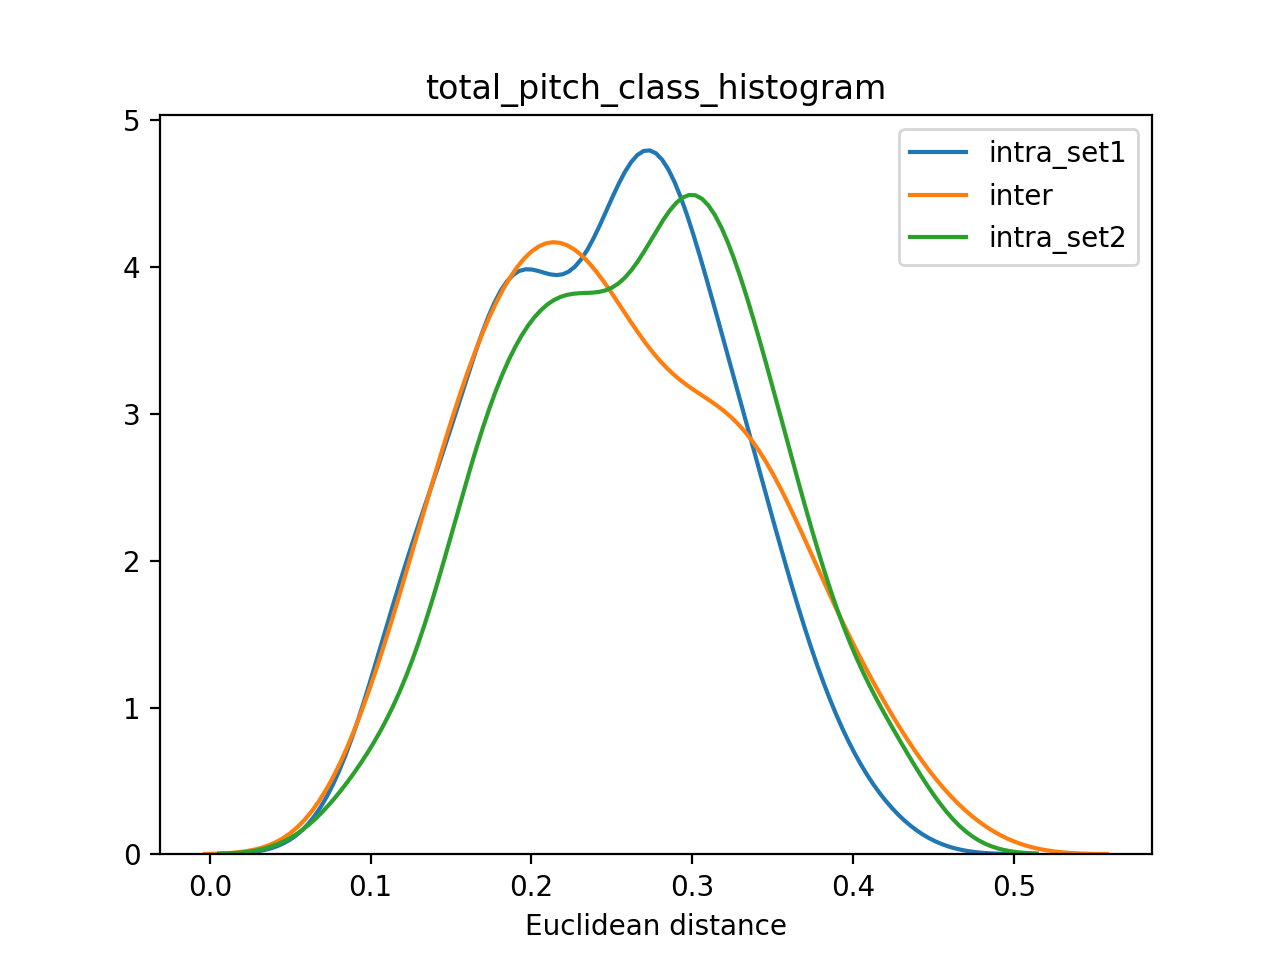 total_pitch_class_histogram
5
4
3
2
1
0
intra_set1
inter
intra_set2
0.0 0.1 0.2 0.3 0.4 0.5
Euclidean distance